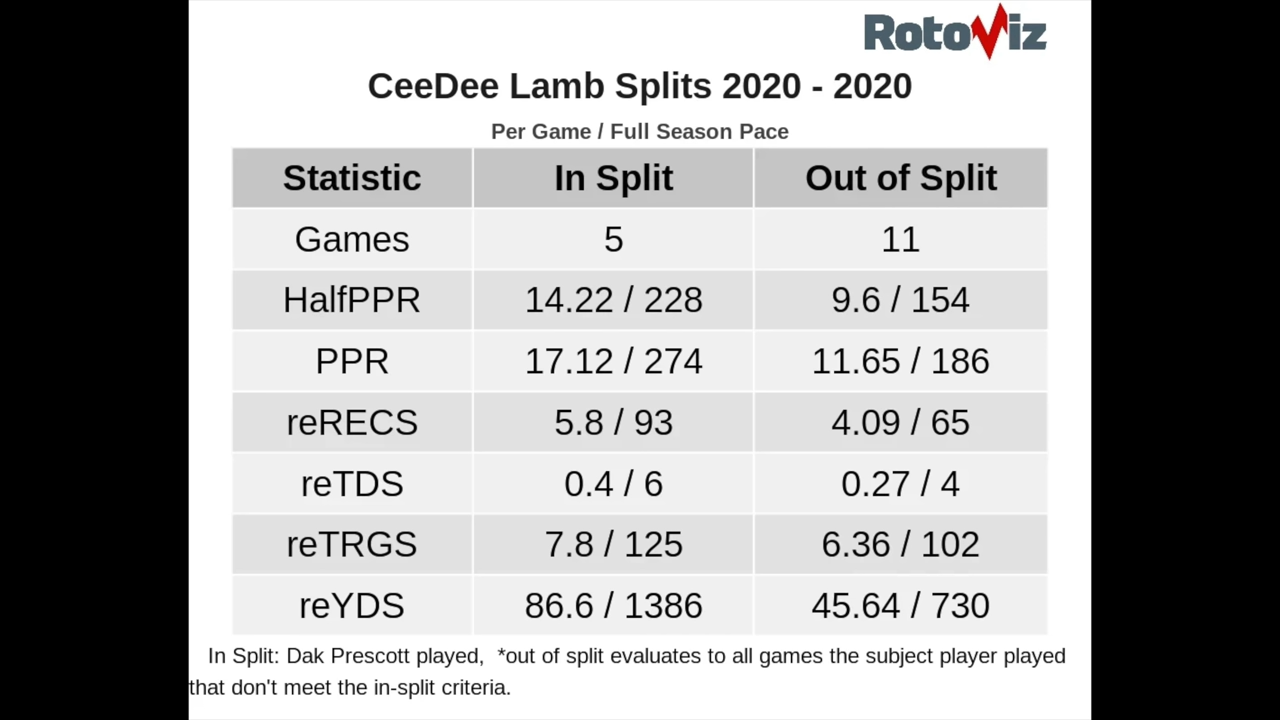 RotoViz
CeeDee Lamb Splits 2020 - 2020
Per Game / Full Season Pace
Statistic In Split Out of Split
Games 5 11
HalfPPR 14.22 / 228 9.6 / 154
PPR 17.12 / 274 11.65 / 186
reRECS 5.8 / 93 4.09 / 65
reTDS 0.4 / 6 0.27 / 4
reTRGS 7.8 / 125 6.36 / 102
reYDS 86.6 / 1386 45.64 / 730
In Split: Dak Prescott played, *out of split evaluates to all games the subject player played
that don't meet the in-split criteria.